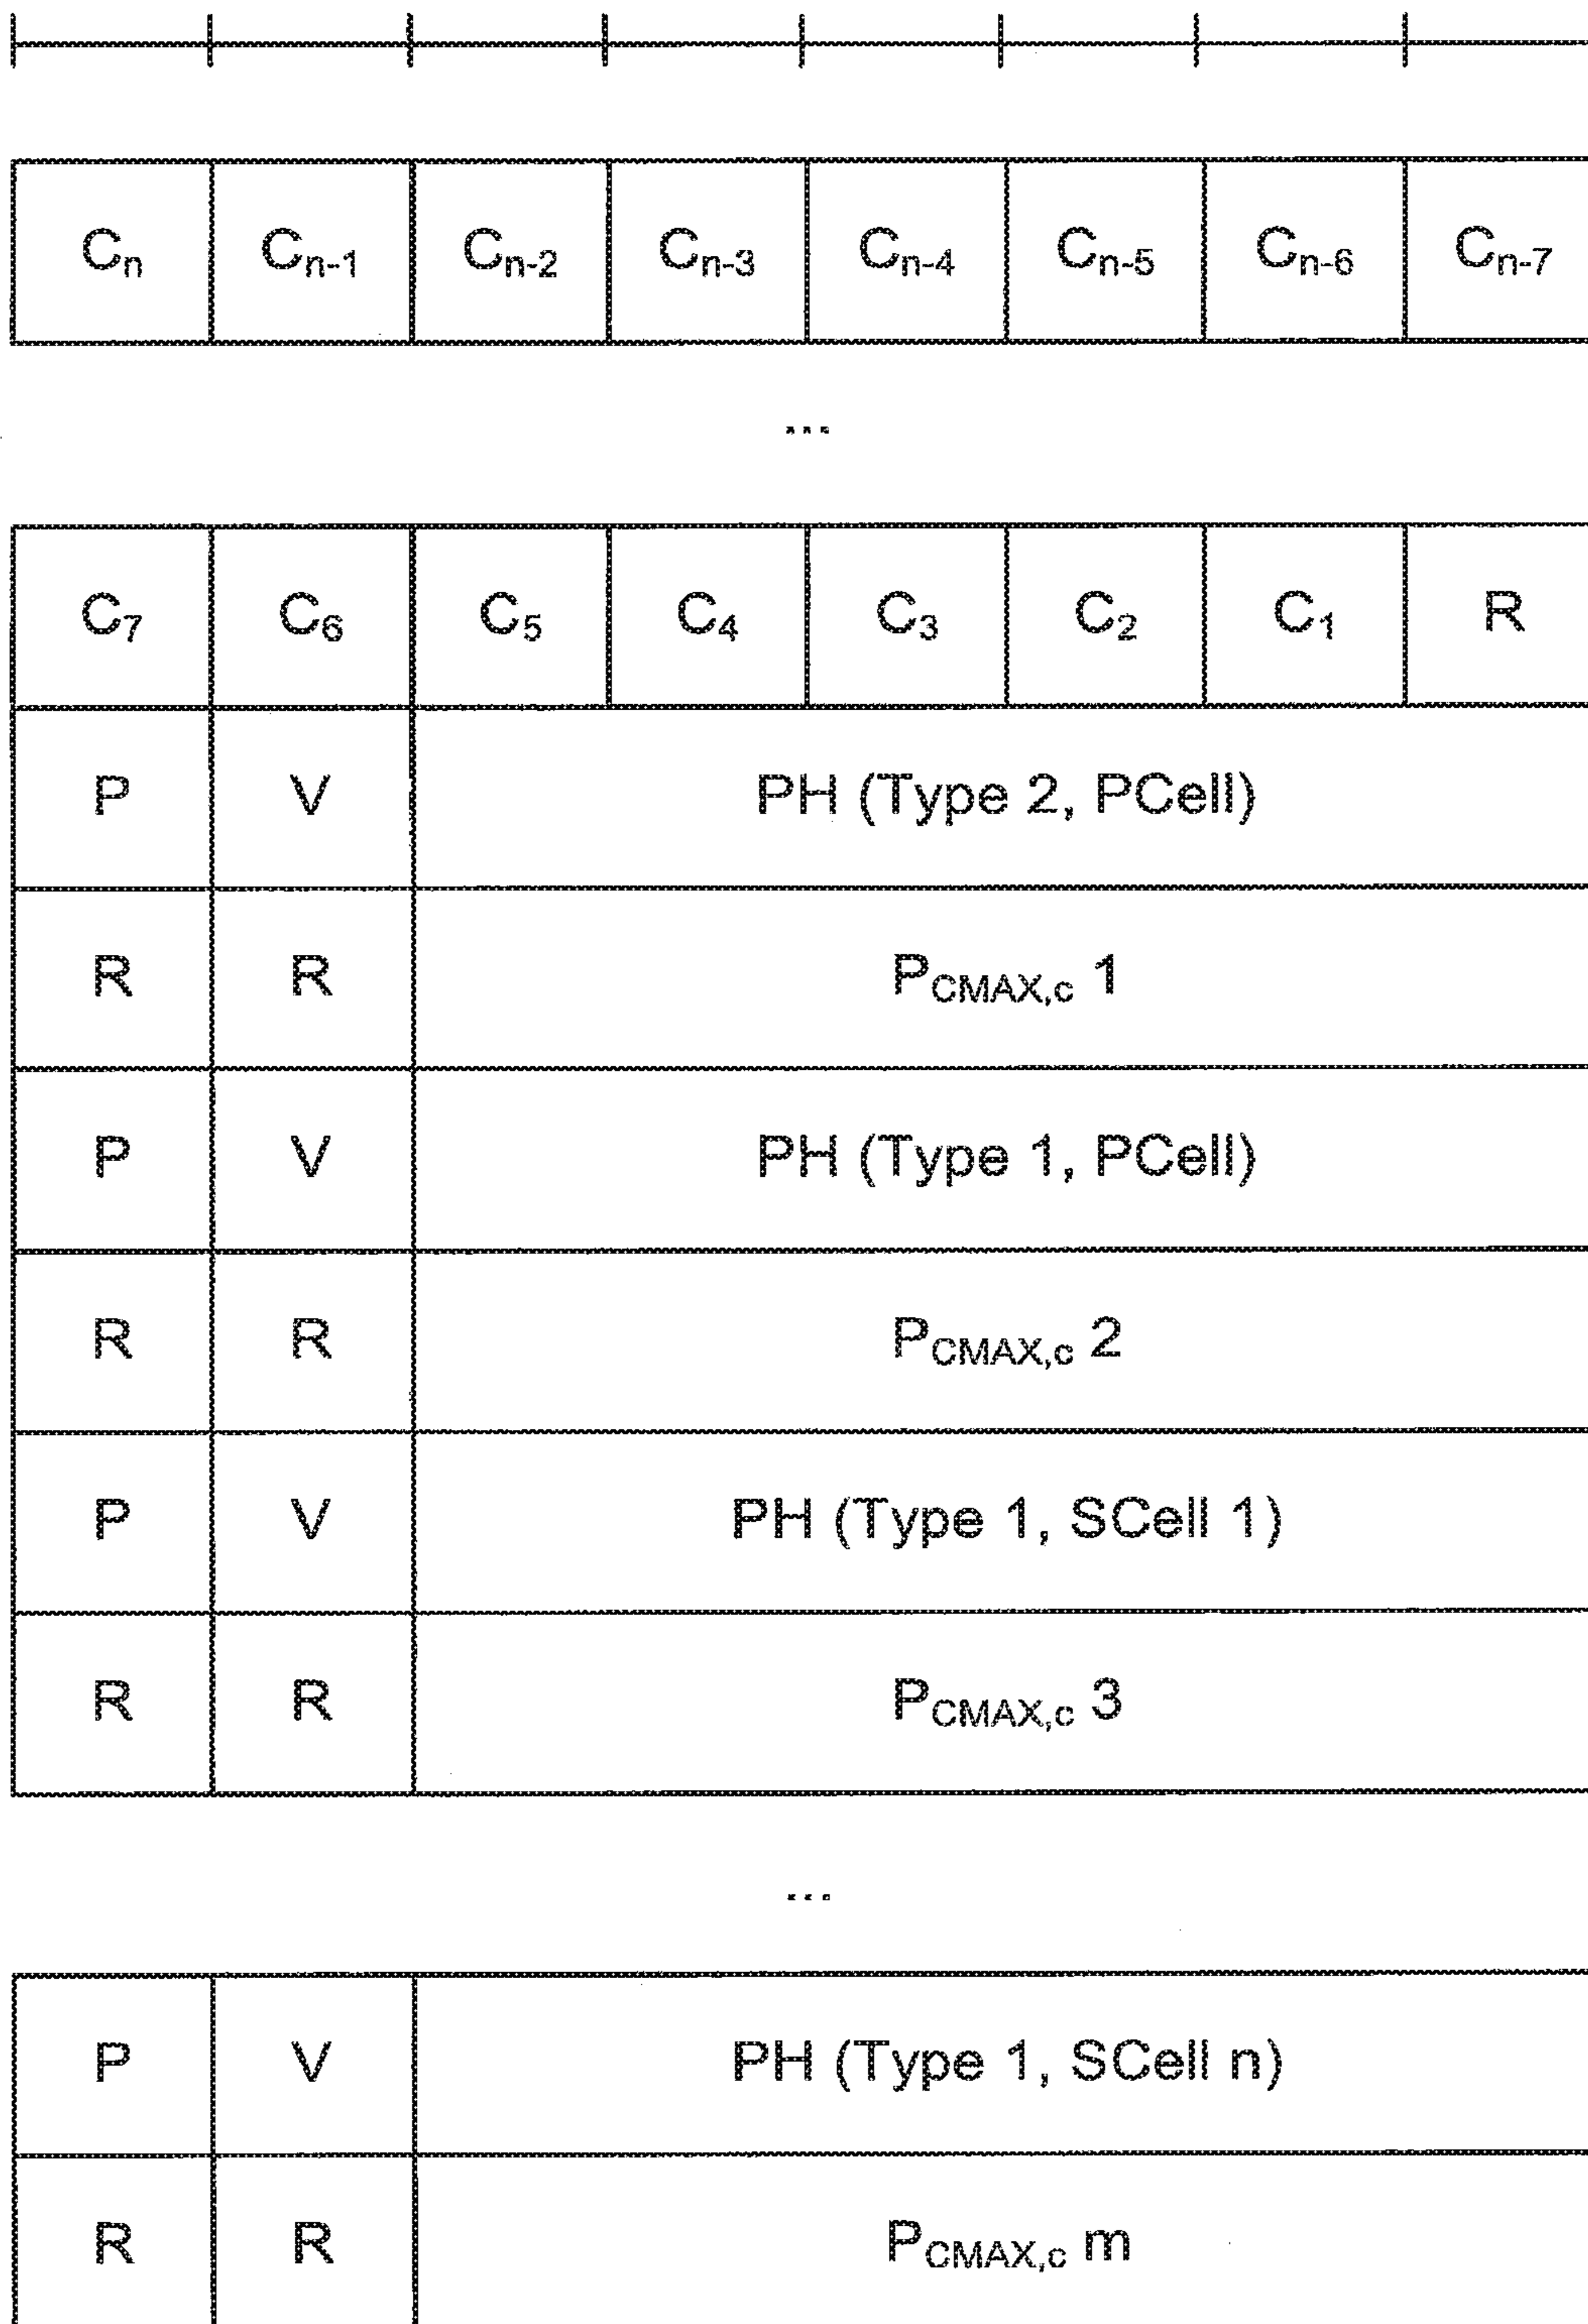 Cn Cn-1 Cn-2 Cn-3 Cn-4 Cn-5 Cn-6 Cn-7
...
C7 C6 C5 C4 C3 C2 C1 R
P V PH (Type 2, PCell)
R R PCMAX,c 1
P V PH (Type 1, PCell)
R R PCMAX,c 2
P V PH (Type 1, SCell 1)
R R PCMAX,c 3
...
P V PH (Type 1, SCell n)
R R PCMAX,c m